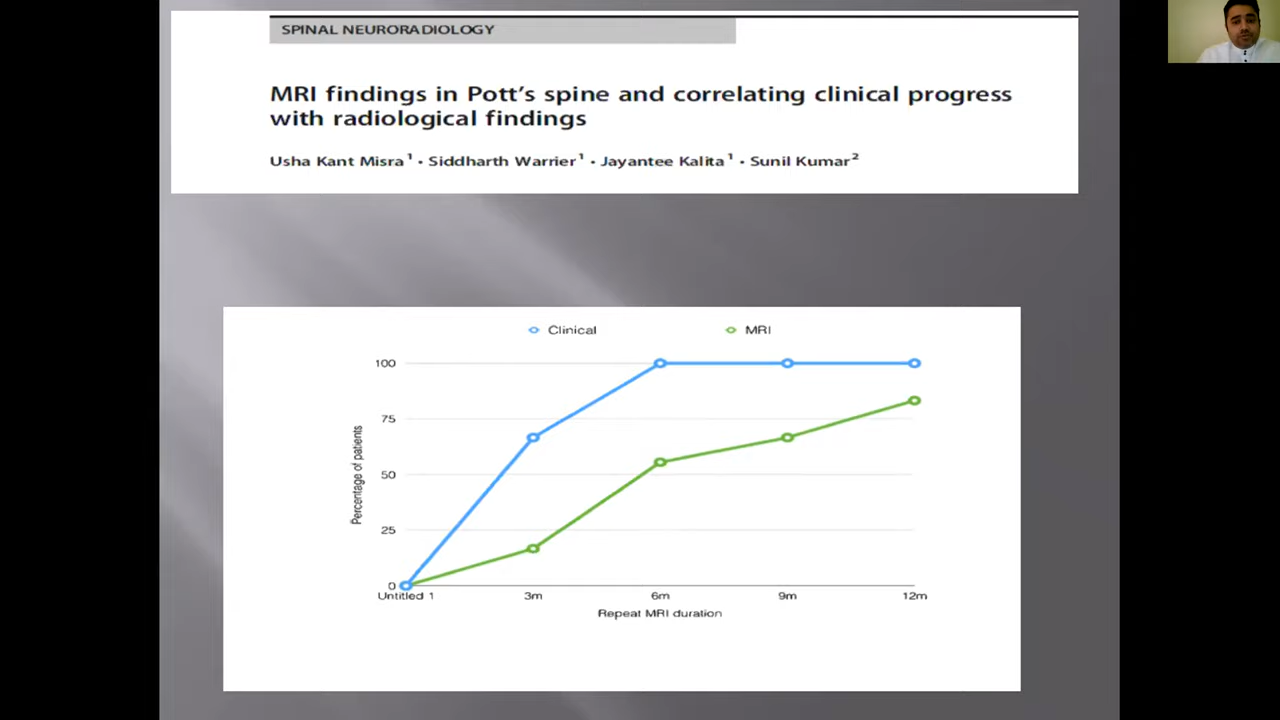 SPINAL NEURORADIOLOGY
MRI findings in Pott's spine and correlating clinical progress
with radiological findings
Usha Kant Misra¹ · Siddharth Warrier¹ · Jayantee Kalita¹ · Sunil Kumar²
Clinical MRI
100
75
50
25
0
Percentage of patients
Untitled 1 3m 6m 9m 12m
Repeat MRI duration